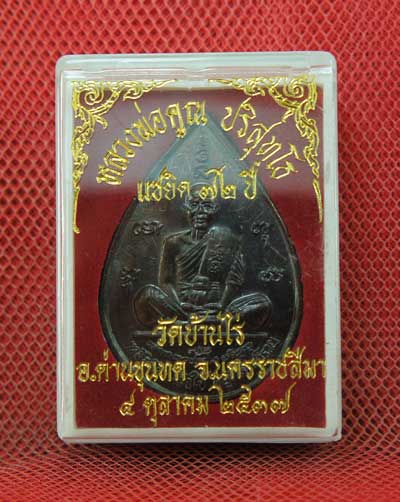 หลวงพ่อคูณ ปริสุทโธ
แซยิด ๗๒ ปี
วัดบ้านไร่
อ.ด่านขุนทด จ.นครราชสีมา
๔ ตุลาคม ๒๕๓๗